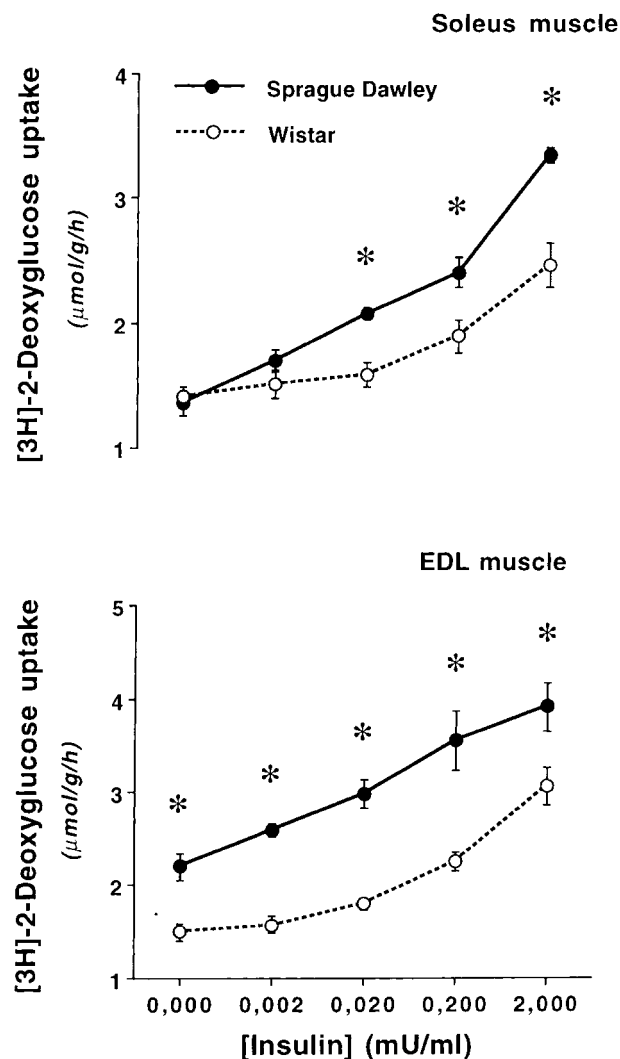 Soleus muscle
[3H]-2-Deoxyglucose uptake
(µmol/g/h)
4
3
2
1
Sprague Dawley
Wistar
*
*
*
EDL muscle
[3H]-2-Deoxyglucose uptake
(µmol/g/h)
5
4
3
2
1
*
*
*
*
*
0,000 0,002 0,020 0,200 2,000
[Insulin] (mU/ml)